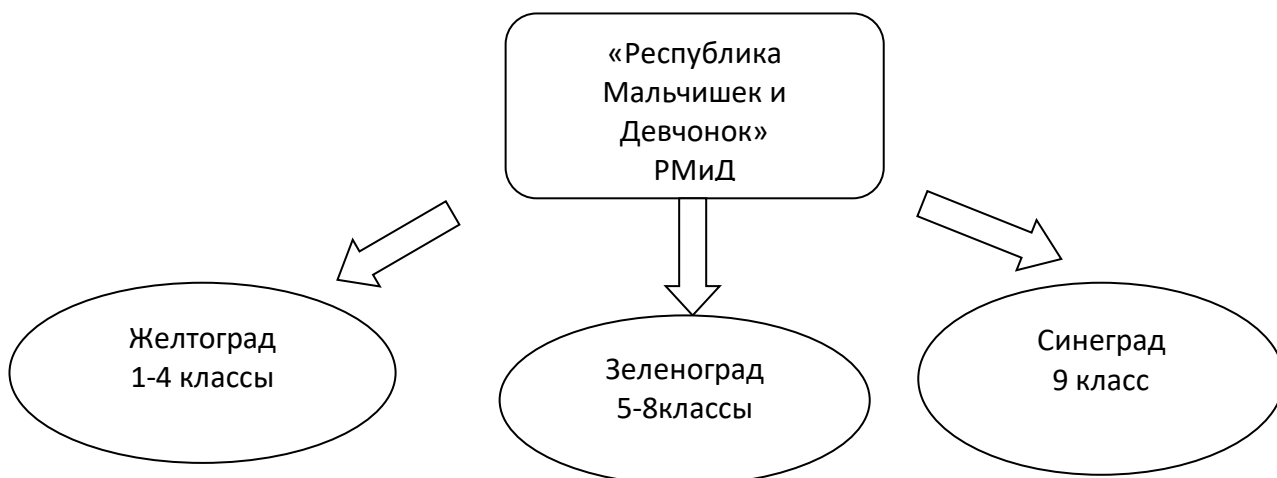 «Республика
Мальчишек и
Девчонок»
РМиД
Желтоград
1-4 классы
Зеленоград
5-8классы
Синеград
9 класс